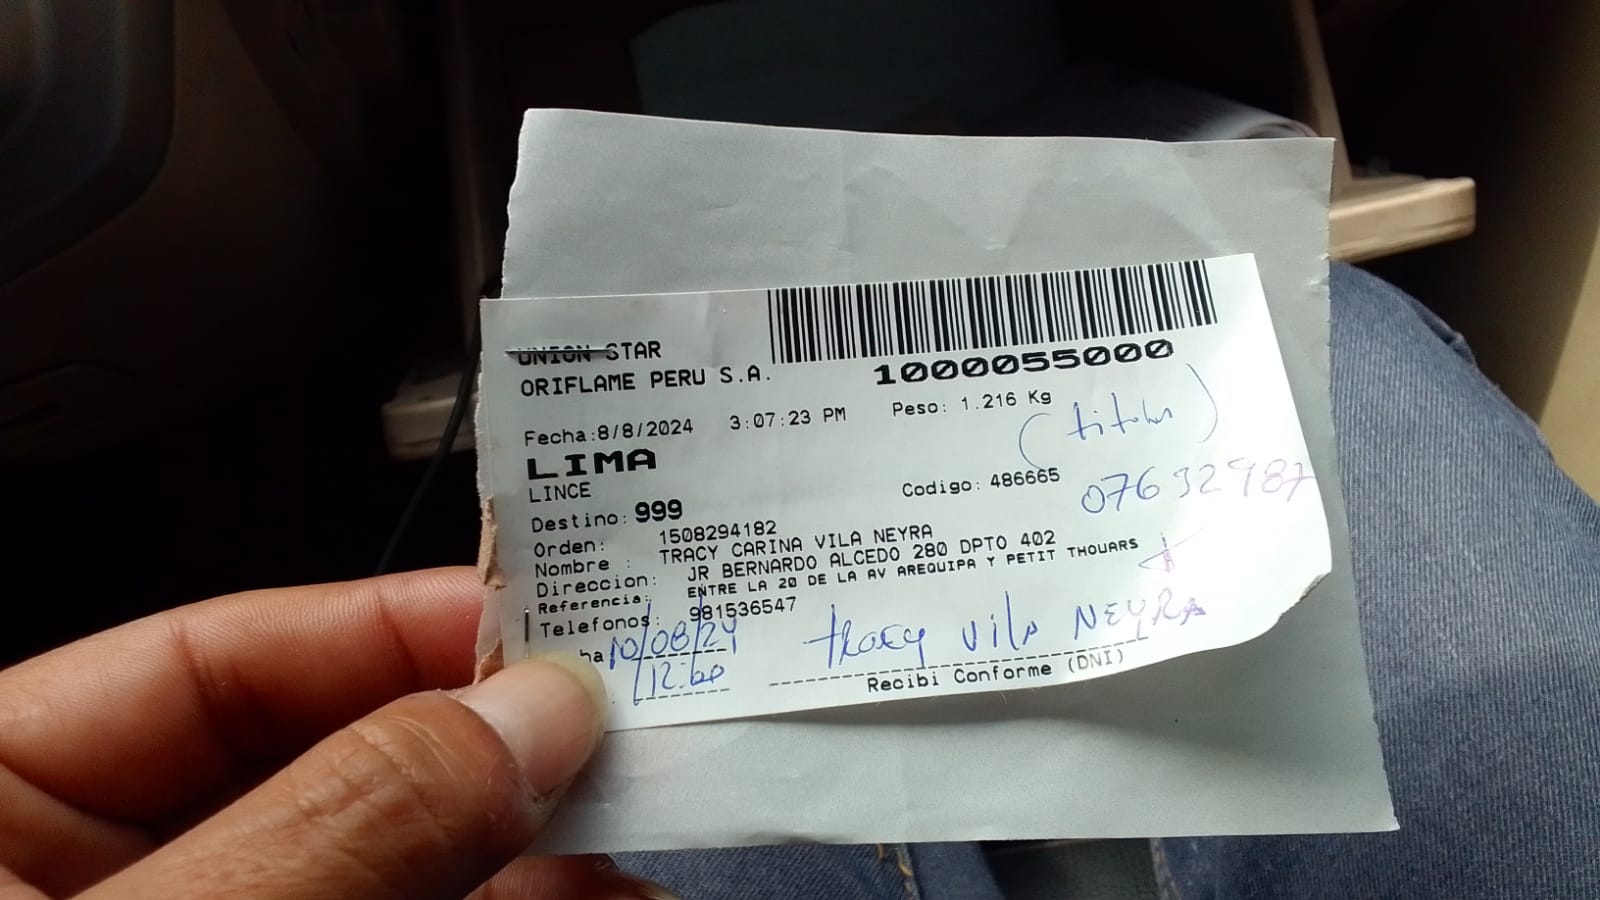 UNION STAR
ORIFLAME PERU S.A.
1000055000
Fecha:8/8/2024 3:07:23 PM Peso: 1.216 Kg
(titular)
LIMA
LINCE
Codigo: 486665
07632987
Destino: 999
Orden: 1508294182
Nombre : TRACY CARINA VILA NEYRA
Direccion: JR BERNARDO ALCEDO 280 DPTO 402
Referencia: ENTRE LA 20 DE LA AV AREQUIPA Y PETIT THOUARS
Telefonos: 981536547
ha 10/08/24 Tracy Vila NEYRA
12:60
Recibi Conforme (DNI)